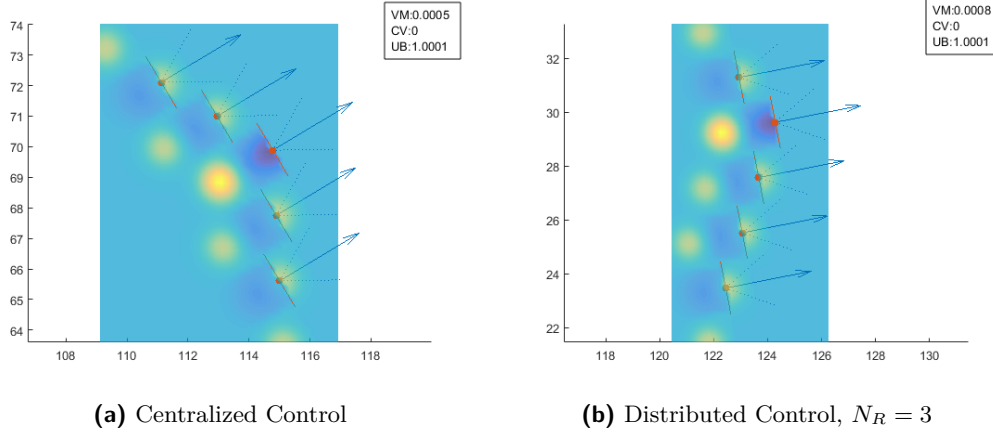 VM:0.0005
CV:0
UB:1.0001
74
73
72
71
70
69
68
67
66
65
64
108 110 112 114 116 118
(a) Centralized Control
VM:0.0008
CV:0
UB:1.0001
32
30
28
26
24
22
118 120 122 124 126 128 130
(b) Distributed Control, N_R = 3